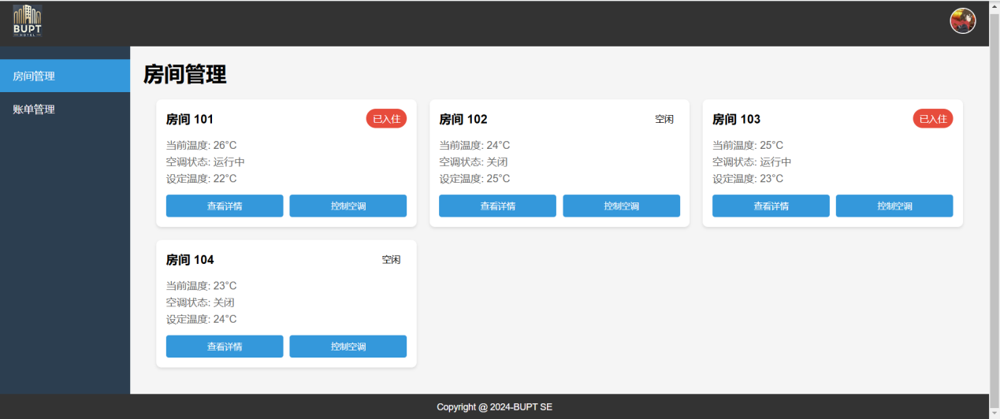 BUPT
HOTEL
房间管理
账单管理
房间管理
房间 101
已入住
当前温度: 26°C
空调状态: 运行中
设定温度: 22°C
查看详情
控制空调
房间 102
空闲
当前温度: 24°C
空调状态: 关闭
设定温度: 25°C
查看详情
控制空调
房间 103
已入住
当前温度: 25°C
空调状态: 运行中
设定温度: 23°C
查看详情
控制空调
房间 104
空闲
当前温度: 23°C
空调状态: 关闭
设定温度: 24°C
查看详情
控制空调
Copyright @ 2024-BUPT SE